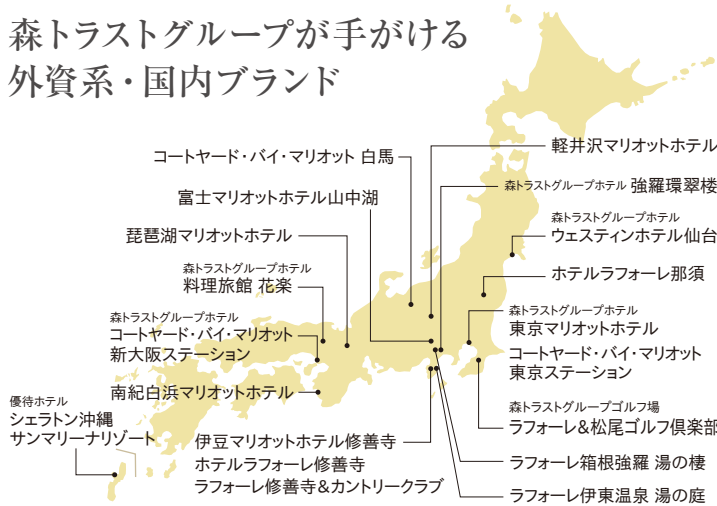 森トラストグループが手がける
外資系・国内ブランド
コートヤード・バイ・マリオット 白馬
富士マリオットホテル山中湖
琵琶湖マリオットホテル
森トラストグループホテル
料理旅館 花楽
森トラストグループホテル
コートヤード・バイ・マリオット
新大阪ステーション
南紀白浜マリオットホテル
優待ホテル
シェラトン沖縄
サンマリーナリゾート
伊豆マリオットホテル修善寺
ホテルラフォーレ修善寺
ラフォーレ修善寺&カントリークラブ
軽井沢マリオットホテル
森トラストグループホテル 強羅環翠楼
森トラストグループホテル
ウェスティンホテル仙台
ホテルラフォーレ那須
森トラストグループホテル
東京マリオットホテル
コートヤード・バイ・マリオット
東京ステーション
森トラストグループゴルフ場
ラフォーレ&松尾ゴルフ倶楽部
ラフォーレ箱根強羅 湯の棲
ラフォーレ伊東温泉 湯の庭